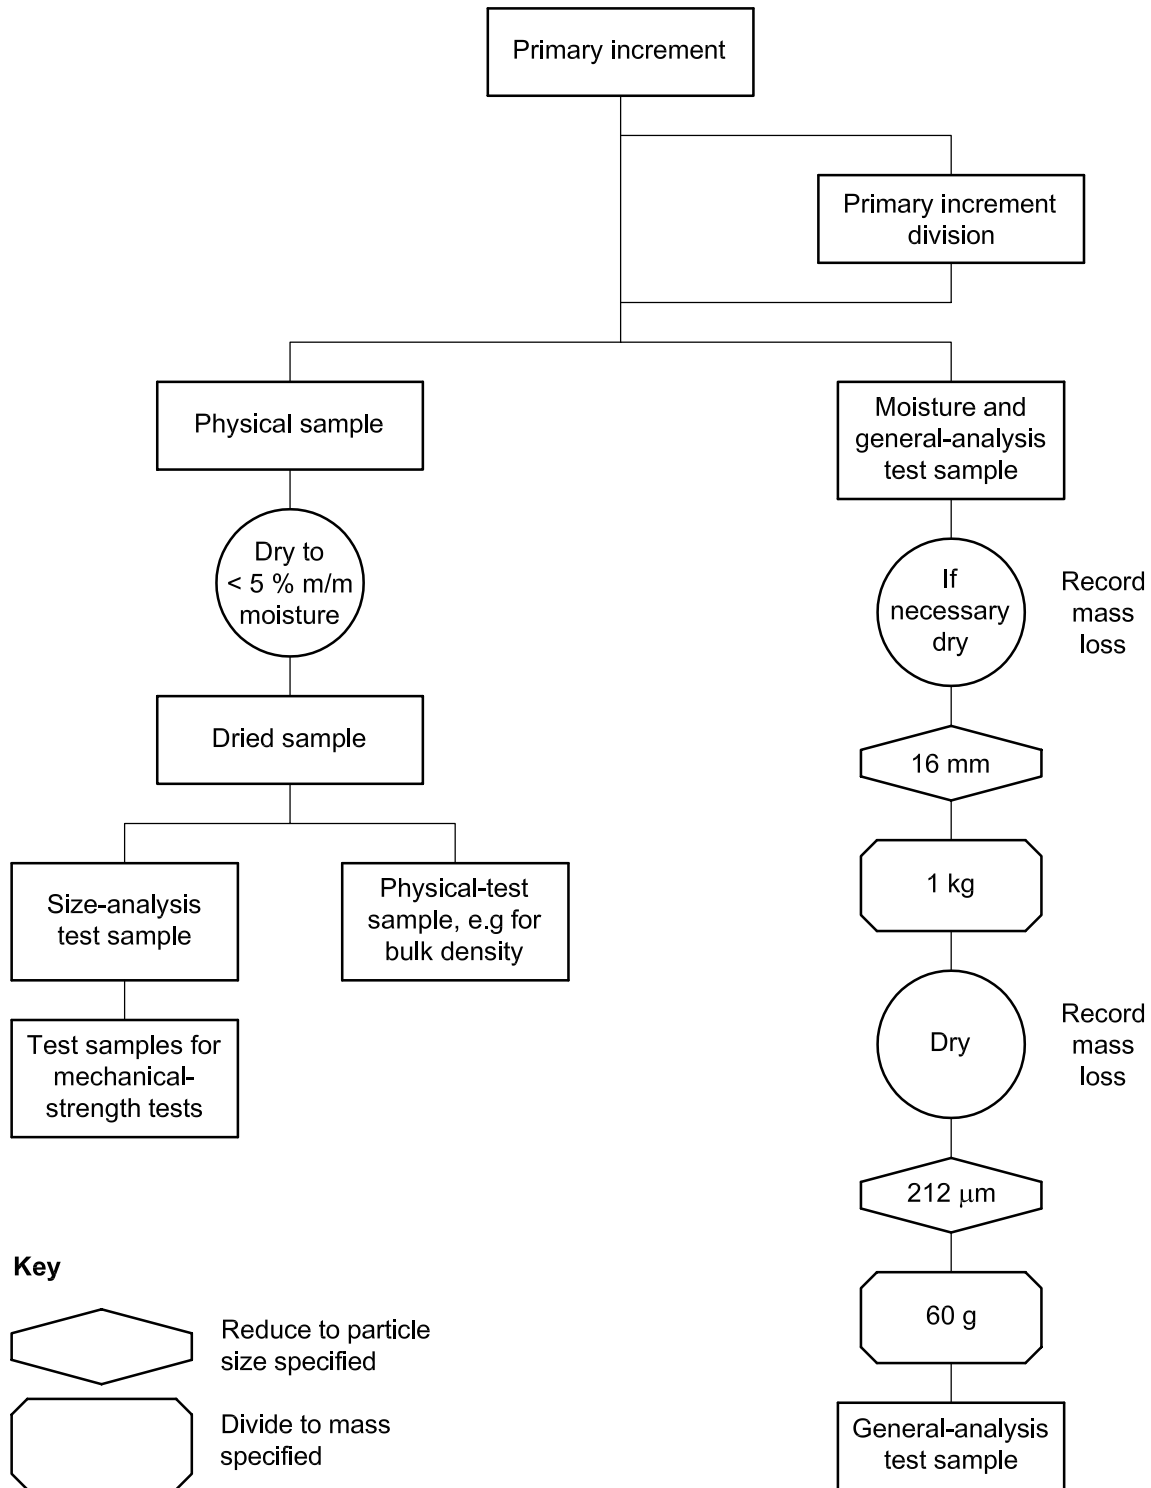 Primary increment
Primary increment
division
Physical sample
Moisture and
general-analysis
test sample
Dry to
< 5 % m/m
moisture
If
necessary
dry
Record
mass
loss
Dried sample
16 mm
Size-analysis
test sample
Physical-test
sample, e.g for
bulk density
1 kg
Test samples for
mechanical-
strength tests
Dry
Record
mass
loss
212 μm
Key
60 g
Reduce to particle
size specified
Divide to mass
specified
General-analysis
test sample